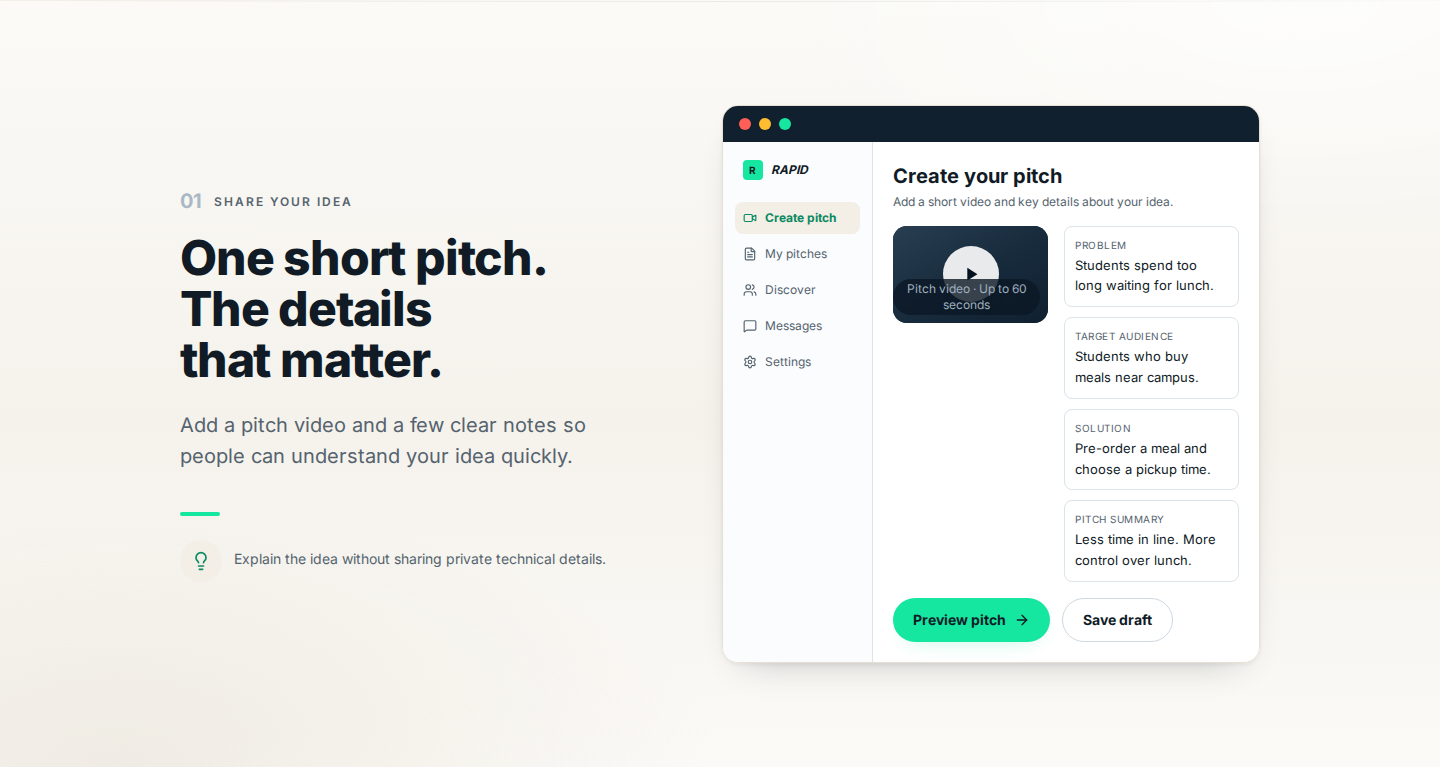 01 SHARE YOUR IDEA
One short pitch.
The details
that matter.
Add a pitch video and a few clear notes so
people can understand your idea quickly.
Explain the idea without sharing private technical details.
R RAPID
Create pitch
My pitches
Discover
Messages
Settings
Create your pitch
Add a short video and key details about your idea.
Pitch video · Up to 60
seconds
PROBLEM
Students spend too
long waiting for lunch.
TARGET AUDIENCE
Students who buy
meals near campus.
SOLUTION
Pre-order a meal and
choose a pickup time.
PITCH SUMMARY
Less time in line. More
control over lunch.
Preview pitch
Save draft